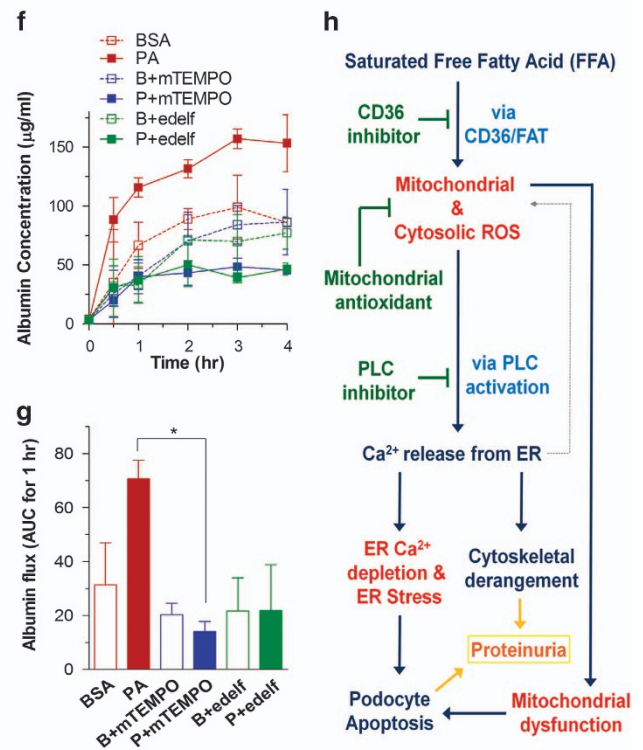 f
BSA
PA
B+mTEMPO
P+mTEMPO
B+edelf
P+edelf
Albumin Concentration (μg/ml)
150
100
50
0
0
1
2
3
4
Time (hr)
g
Albumin flux (AUC for 1 hr)
80
60
40
20
0
*
BSA
PA
B+mTEMPO
P+mTEMPO
B+edelf
P+edelf
h
Saturated Free Fatty Acid (FFA)
CD36
inhibitor
via
CD36/FAT
Mitochondrial
&
Cytosolic ROS
Mitochondrial
antioxidant
PLC
inhibitor
via PLC
activation
Ca²⁺ release from ER
ER Ca²⁺
depletion &
ER Stress
Cytoskeletal
derangement
Proteinuria
Podocyte
Apoptosis
Mitochondrial
dysfunction